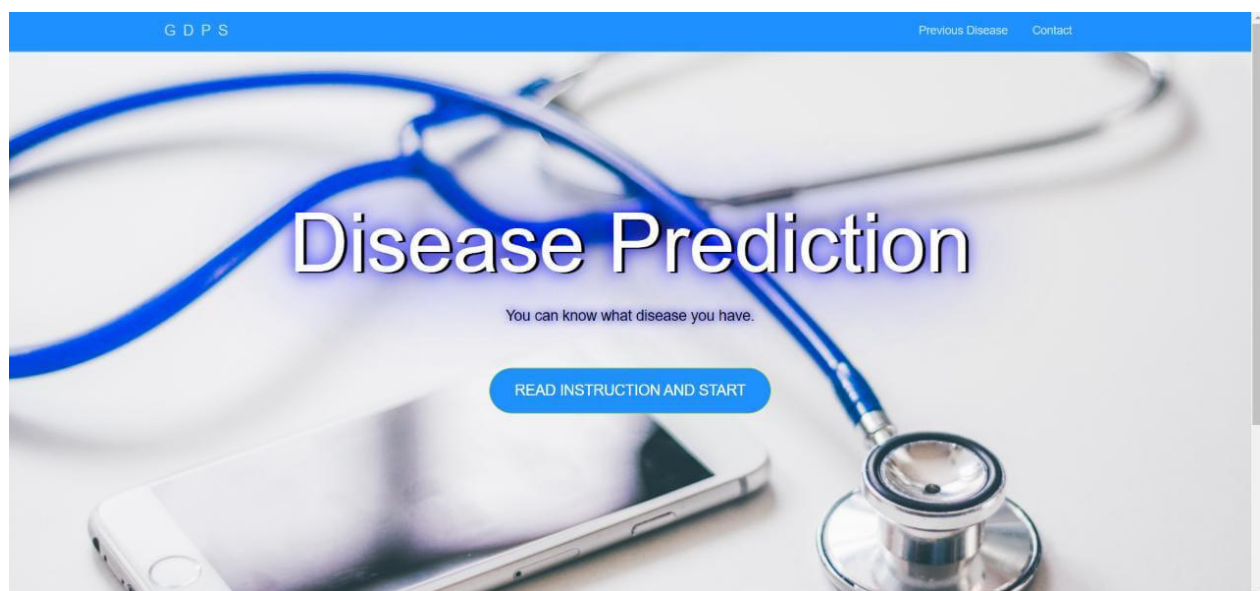 G D P S
Previous Disease
Contact
Disease Prediction
You can know what disease you have.
READ INSTRUCTION AND START